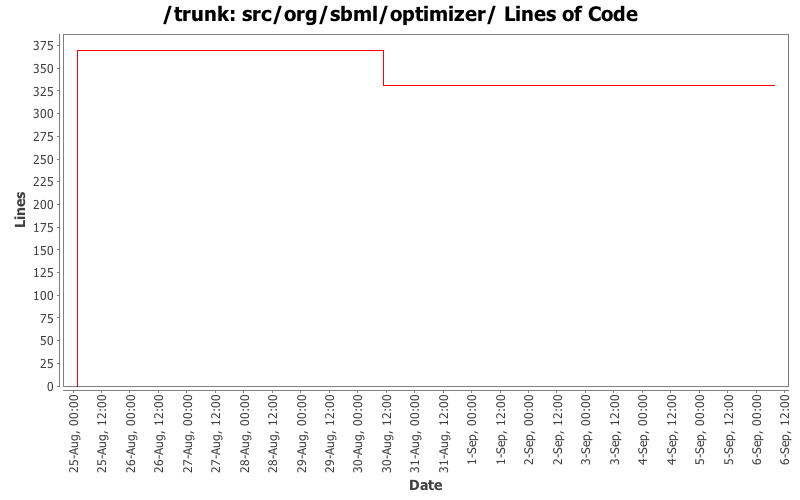 /trunk: src/org/sbml/optimizer/ Lines of Code
375
350
325
300
275
250
225
200
175
150
125
100
75
50
25
0
Lines
25-Aug, 00:00
25-Aug, 12:00
26-Aug, 00:00
26-Aug, 12:00
27-Aug, 00:00
27-Aug, 12:00
28-Aug, 00:00
28-Aug, 12:00
29-Aug, 00:00
29-Aug, 12:00
30-Aug, 00:00
30-Aug, 12:00
31-Aug, 00:00
31-Aug, 12:00
1-Sep, 00:00
1-Sep, 12:00
2-Sep, 00:00
2-Sep, 12:00
3-Sep, 00:00
3-Sep, 12:00
4-Sep, 00:00
4-Sep, 12:00
5-Sep, 00:00
5-Sep, 12:00
6-Sep, 00:00
6-Sep, 12:00
Date